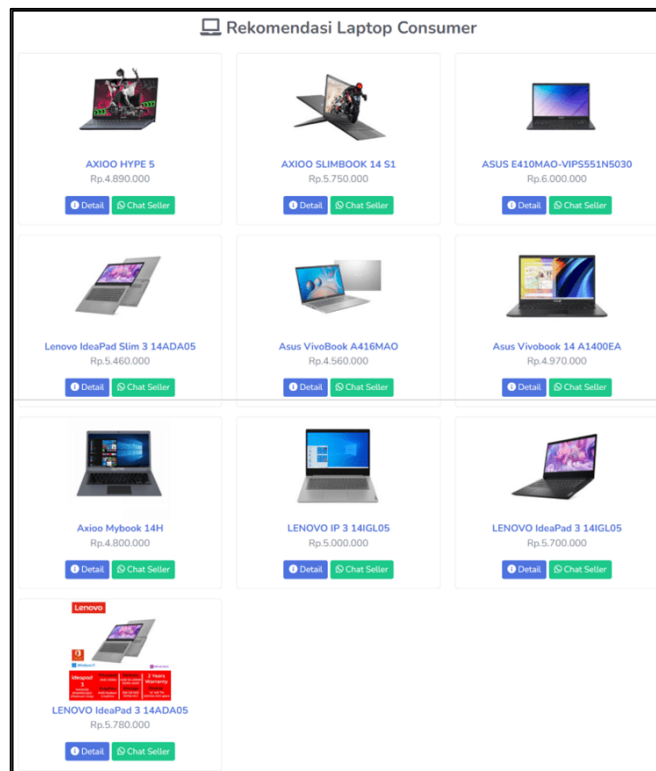 Rekomendasi Laptop Consumer
AXIOO HYPE 5
Rp.4.890.000
Detail Chat Seller
AXIOO SLIMBOOK 14 S1
Rp.5.750.000
Detail Chat Seller
ASUS E410MAO-VIPS551N5030
Rp.6.000.000
Detail Chat Seller
Lenovo IdeaPad Slim 3 14ADA05
Rp.5.460.000
Detail Chat Seller
Asus VivoBook A416MAO
Rp.4.560.000
Detail Chat Seller
Asus Vivobook 14 A1400EA
Rp.4.970.000
Detail Chat Seller
Axioo Mybook 14H
Rp.4.800.000
Detail Chat Seller
LENOVO IP 3 14IGL05
Rp.5.000.000
Detail Chat Seller
LENOVO IdeaPad 3 14IGL05
Rp.5.700.000
Detail Chat Seller
Lenovo
ideapad
3
2 Years
Warranty
LENOVO IdeaPad 3 14ADA05
Rp.5.780.000
Detail Chat Seller